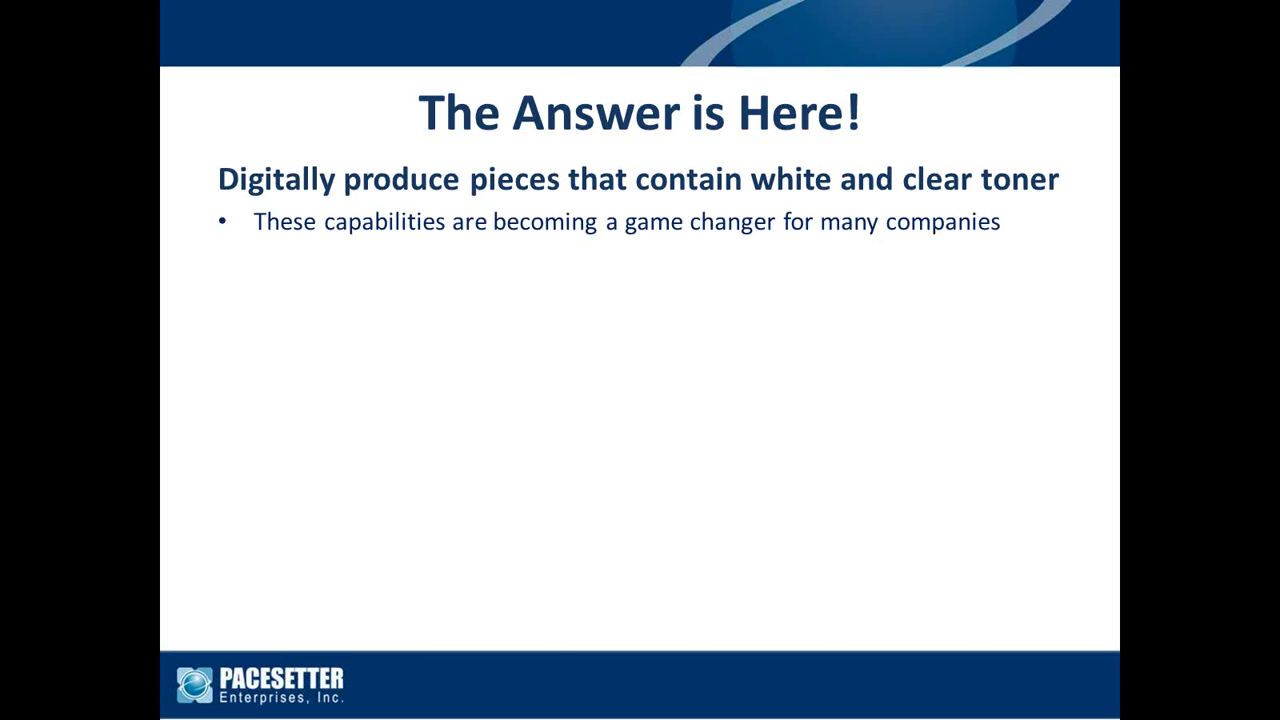 The Answer is Here!
Digitally produce pieces that contain white and clear toner
• These capabilities are becoming a game changer for many companies
PACESETTER
Enterprises, Inc.